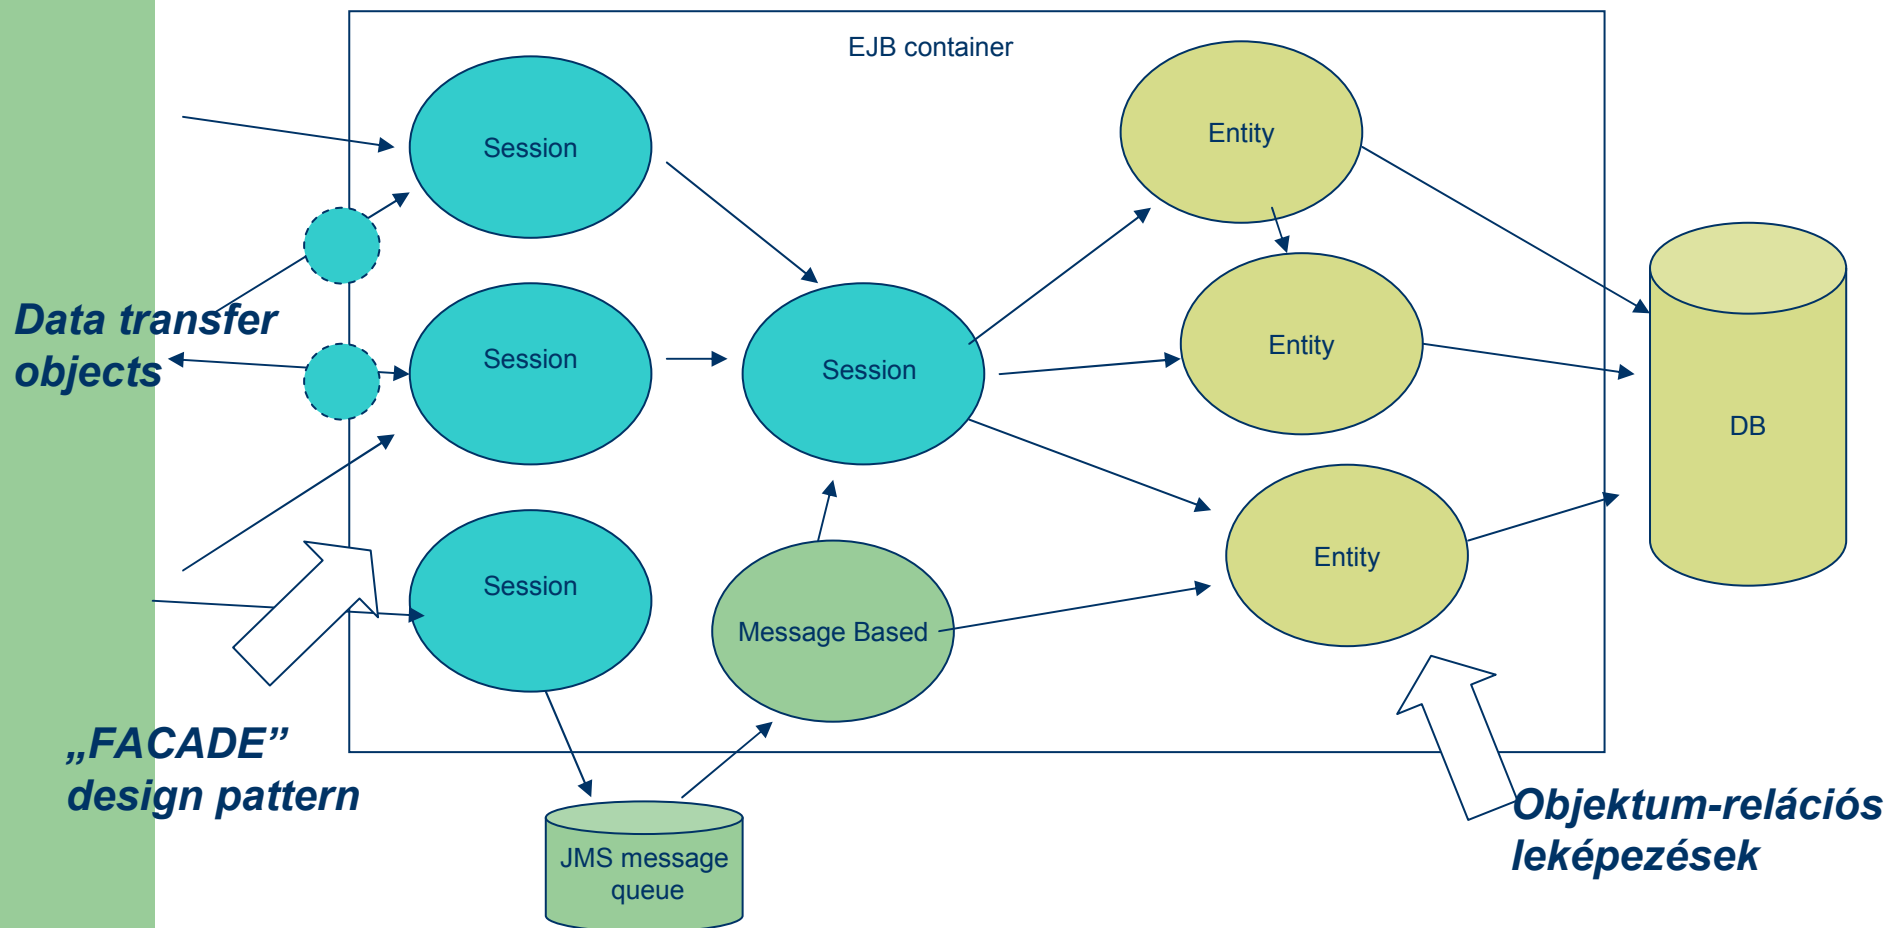 EJB container
Session
Entity
Data transfer
objects
Session
Session
Entity
DB
Session
Message Based
Entity
„FACADE”
design pattern
JMS message
queue
Objektum-relációs
leképezések